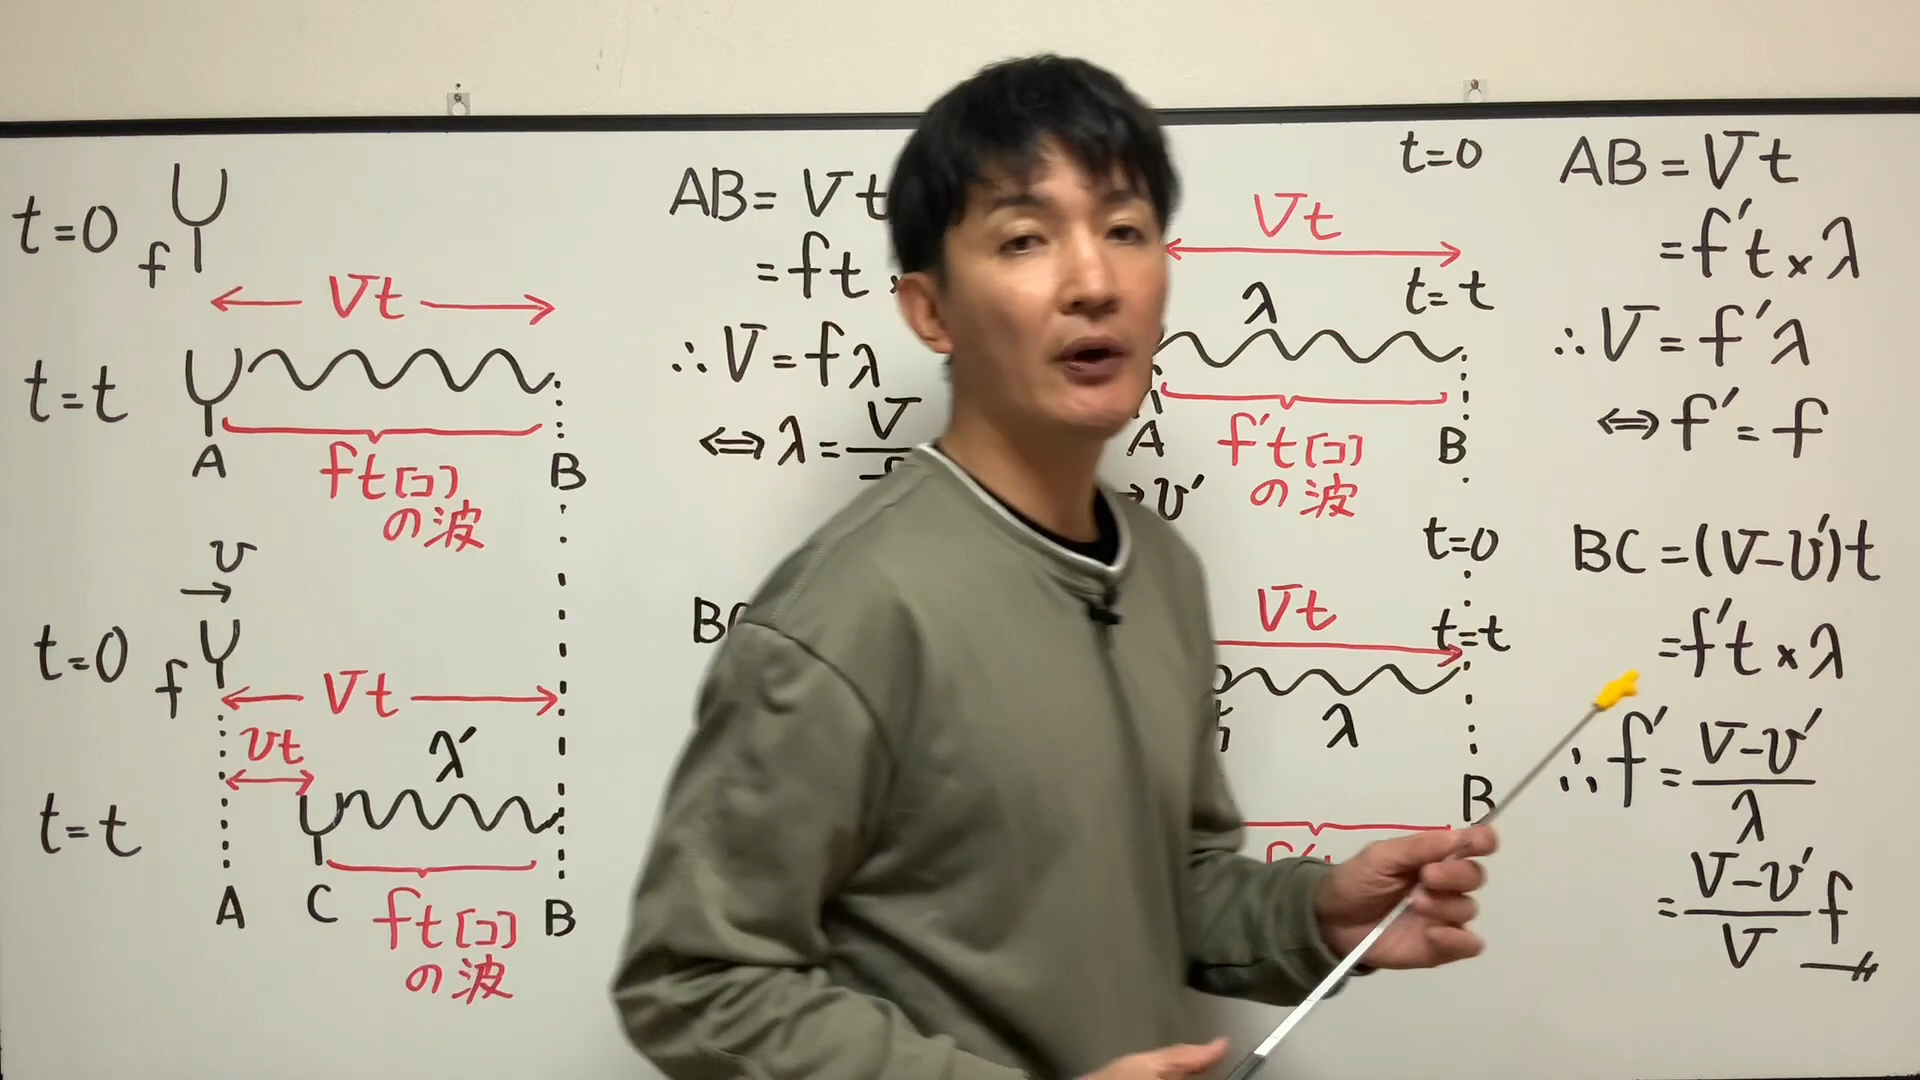 t=0
f
Vt
t=t
A
ft[コ]
の波
B
v
t=0
f
Vt
vt
λ'
t=t
A
C
ft[コ]
の波
B
AB=Vt
=ft
∴V=fλ
⇔λ=V
t=0
Vt
t=t
λ
A
f't[コ]
の波
B
v'
t=0
Vt
t=t
λ
B
AB=Vt
=f't×λ
∴V=f'λ
⇔f'=f
BC=(V-v')t
=f't×λ
∴f'=(V-v')/λ
=(V-v')/V f